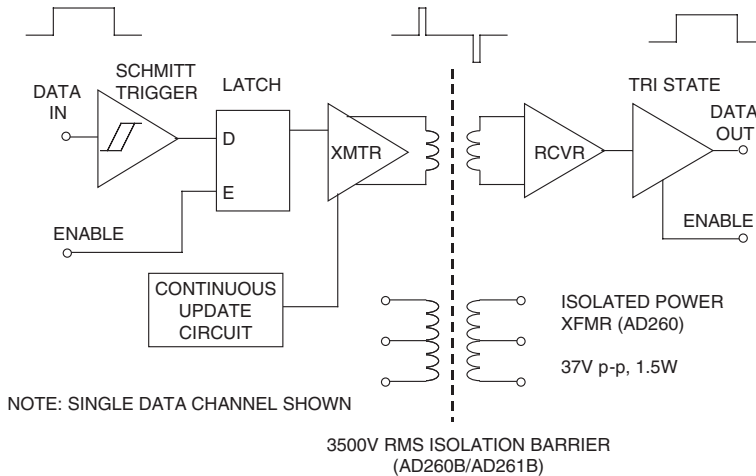 SCHMITT
TRIGGER
LATCH
TRI STATE
DATA
IN
DATA
OUT
D
E
XMTR
RCVR
ENABLE
ENABLE
CONTINUOUS
UPDATE
CIRCUIT
ISOLATED POWER
XFMR (AD260)
37V p-p, 1.5W
NOTE: SINGLE DATA CHANNEL SHOWN
3500V RMS ISOLATION BARRIER
(AD260B/AD261B)